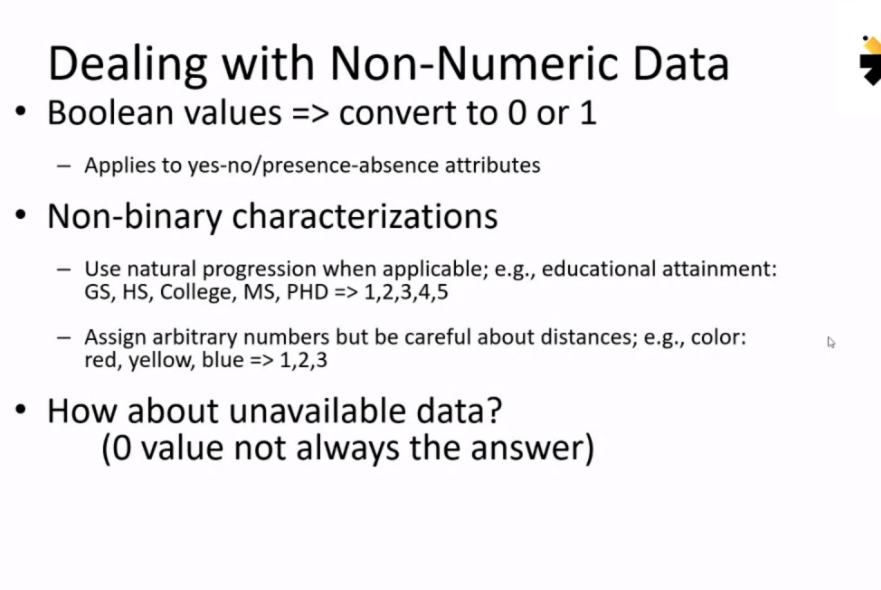 Dealing with Non-Numeric Data
• Boolean values => convert to 0 or 1
– Applies to yes-no/presence-absence attributes
• Non-binary characterizations
– Use natural progression when applicable; e.g., educational attainment:
GS, HS, College, MS, PHD => 1,2,3,4,5
– Assign arbitrary numbers but be careful about distances; e.g., color:
red, yellow, blue => 1,2,3
• How about unavailable data?
(0 value not always the answer)